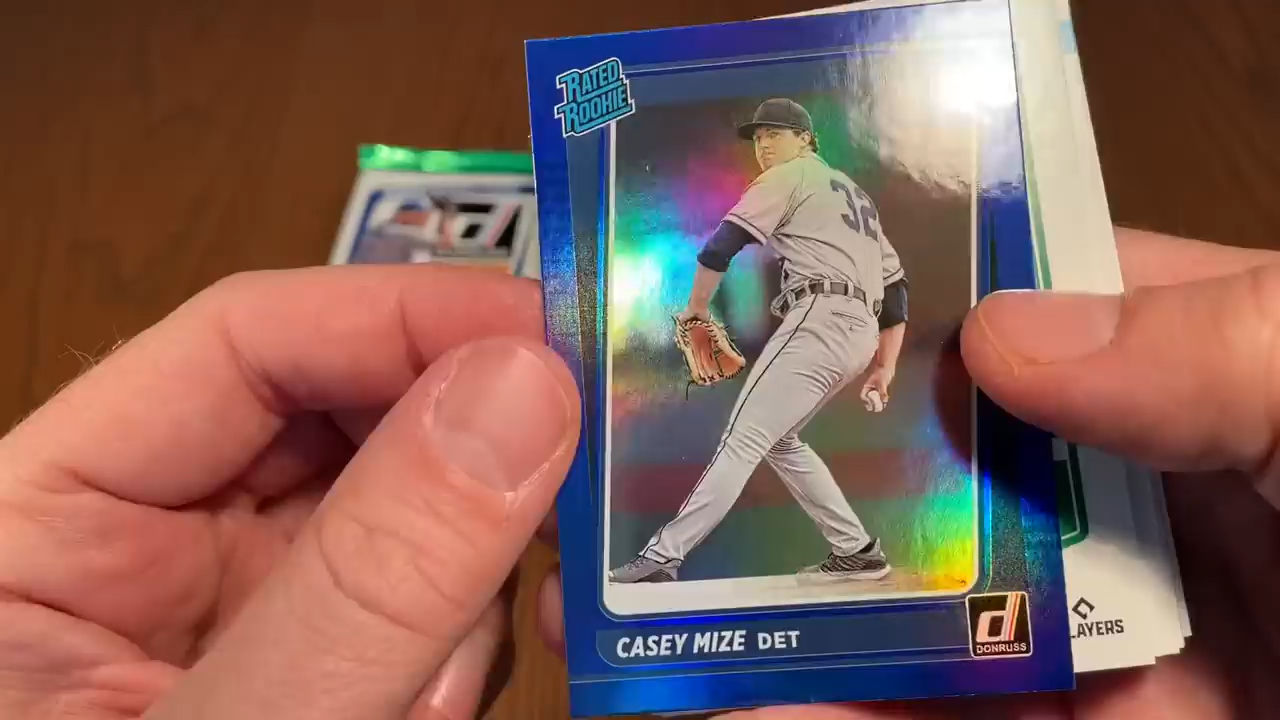 RATED
ROOKIE
32
CASEY MIZE DET
d
DONRUSS
LAYERS